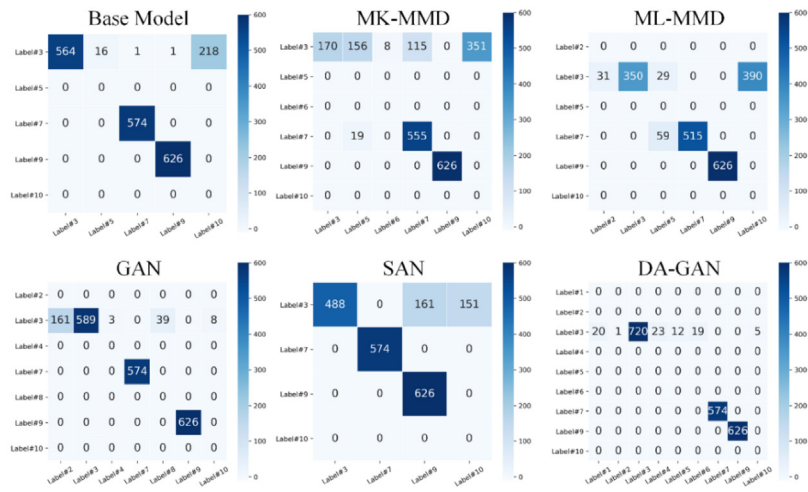 Base Model
Label#3 564 16 1 1 218
Label#5 0 0 0 0 0
Label#7 0 0 574 0 0
Label#9 0 0 0 626 0
Label#10 0 0 0 0 0
Label#3 Label#5 Label#7 Label#9 Label#10
600
500
400
300
200
100
0
MK-MMD
Label#3 170 156 8 115 0 351
Label#5 0 0 0 0 0 0
Label#6 0 0 0 0 0 0
Label#7 0 19 0 555 0 0
Label#9 0 0 0 0 626 0
Label#10 0 0 0 0 0 0
Label#3 Label#5 Label#6 Label#7 Label#9 Label#10
600
500
400
300
200
100
0
ML-MMD
Label#2 0 0 0 0 0 0
Label#3 31 350 29 0 0 390
Label#5 0 0 0 0 0 0
Label#7 0 0 59 515 0 0
Label#9 0 0 0 0 626 0
Label#10 0 0 0 0 0 0
Label#2 Label#3 Label#5 Label#7 Label#9 Label#10
600
500
400
300
200
100
0
GAN
Label#2 0 0 0 0 0 0 0
Label#3 161 589 3 0 39 0 8
Label#4 0 0 0 0 0 0 0
Label#7 0 0 0 574 0 0 0
Label#8 0 0 0 0 0 0 0
Label#9 0 0 0 0 0 626 0
Label#10 0 0 0 0 0 0 0
Label#2 Label#3 Label#4 Label#7 Label#8 Label#9 Label#10
600
500
400
300
200
100
0
SAN
Label#3 488 0 161 151
Label#7 0 574 0 0
Label#9 0 0 626 0
Label#10 0 0 0 0
Label#3 Label#7 Label#9 Label#10
600
500
400
300
200
100
0
DA-GAN
Label#1 0 0 0 0 0 0 0 0 0
Label#2 0 0 0 0 0 0 0 0 0
Label#3 20 1 720 23 12 19 0 0 5
Label#4 0 0 0 0 0 0 0 0 0
Label#5 0 0 0 0 0 0 0 0 0
Label#6 0 0 0 0 0 0 0 0 0
Label#7 0 0 0 0 0 0 574 0 0
Label#9 0 0 0 0 0 0 0 626 0
Label#10 0 0 0 0 0 0 0 0 0
Label#1 Label#2 Label#3 Label#4 Label#5 Label#6 Label#7 Label#9 Label#10
600
500
400
300
200
100
0